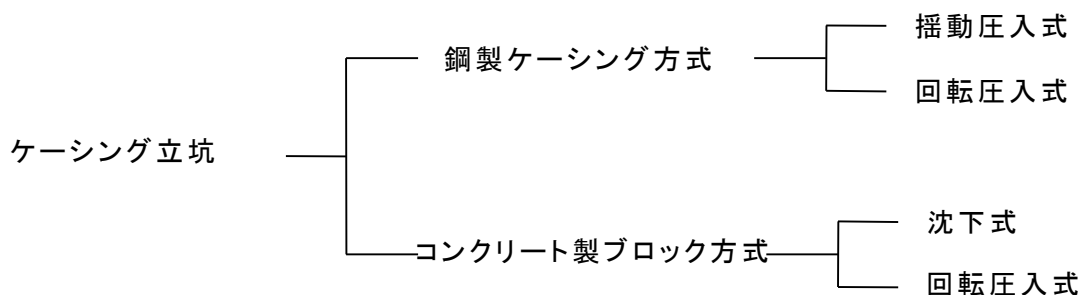 揺動圧入式
鋼製ケーシング方式
回転圧入式
ケーシング立坑
沈下式
コンクリート製ブロック方式
回転圧入式